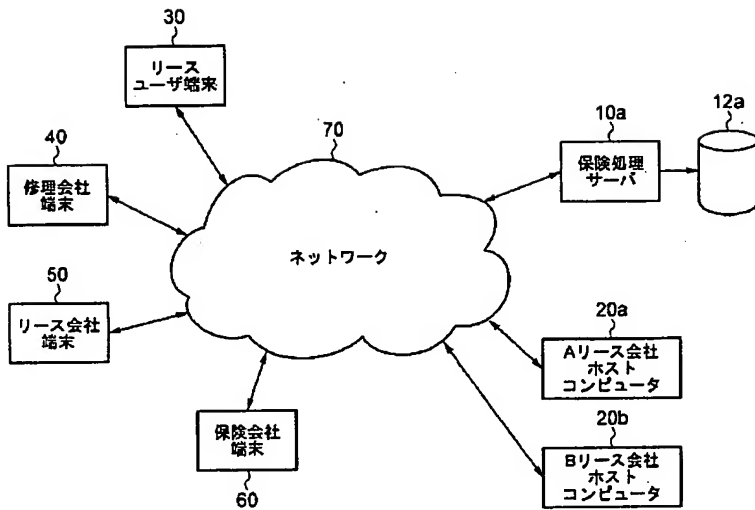 30
リース
ユーザ端末
40
修理会社
端末
70
10a
保険処理
サーバ
12a
ネットワーク
50
リース会社
端末
20a
Aリース会社
ホスト
コンピュータ
保険会社
端末
60
20b
Bリース会社
ホスト
コンピュータ